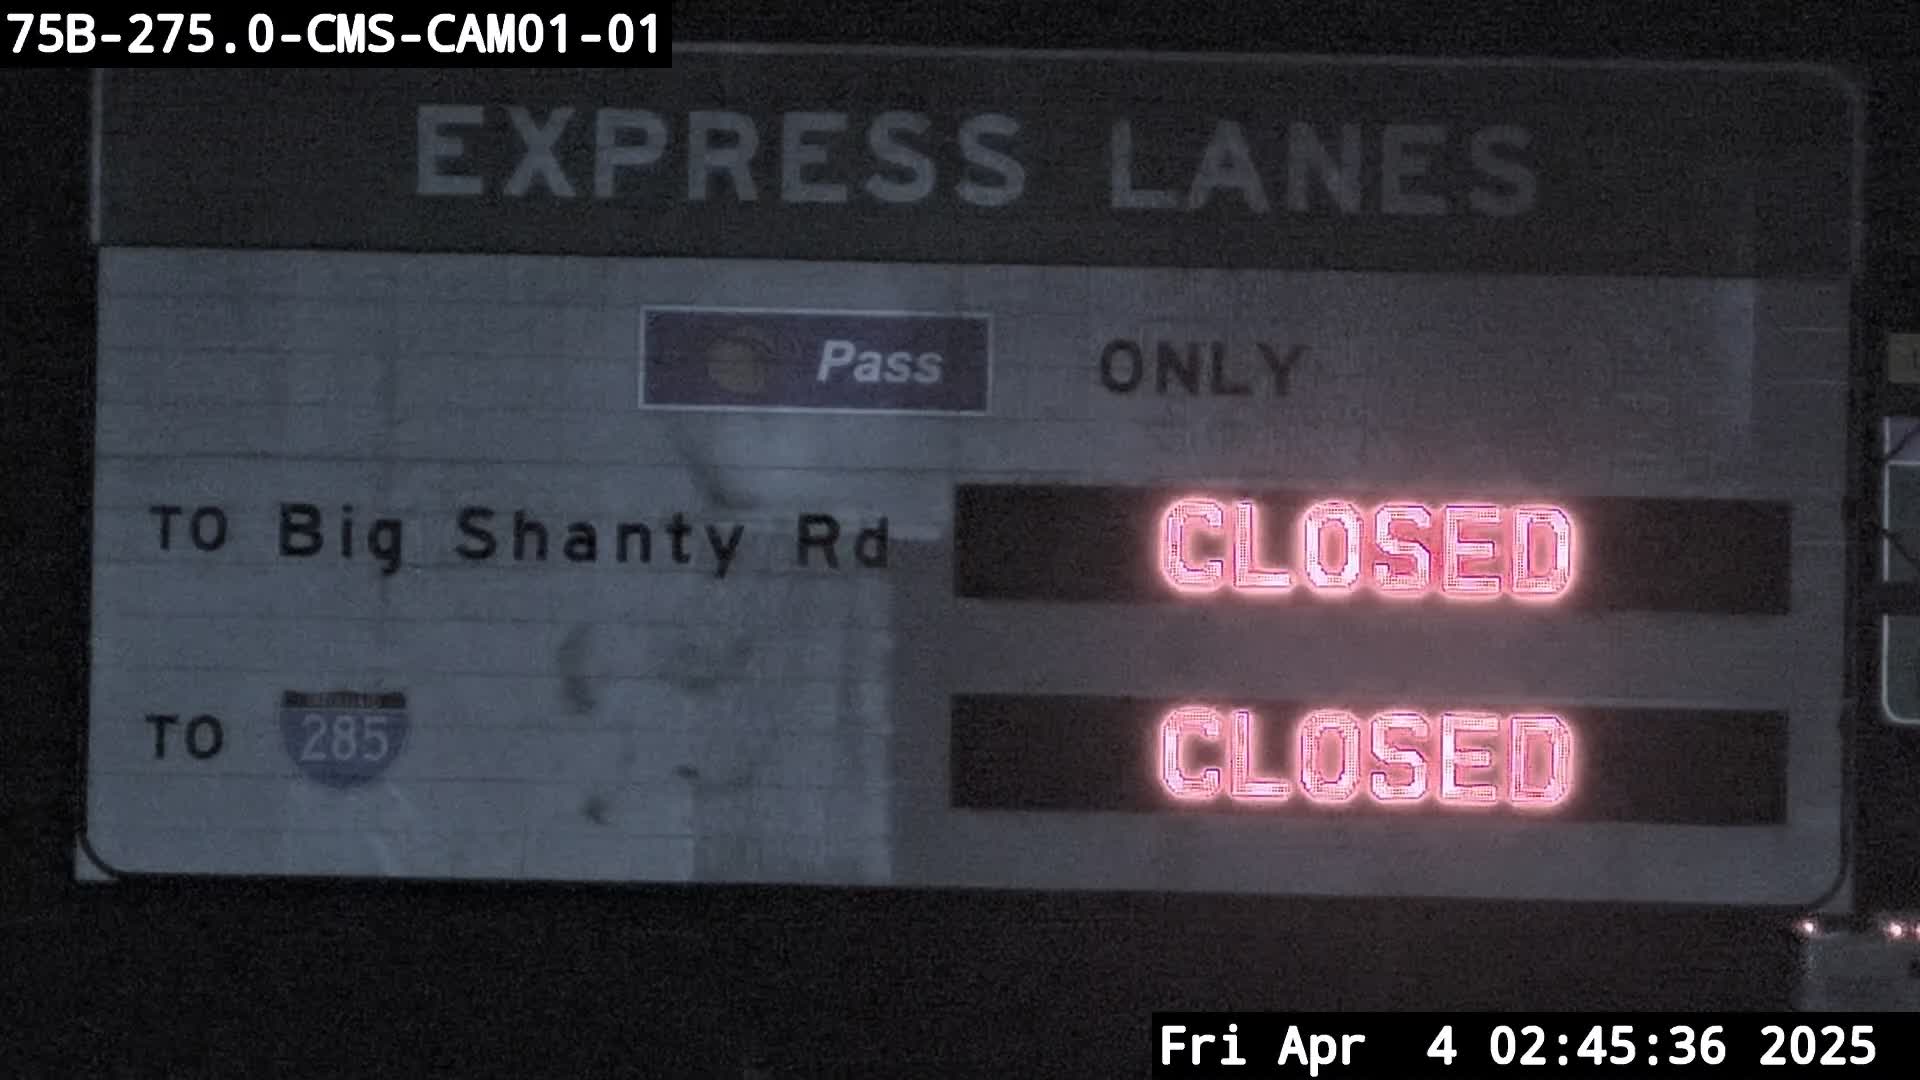 75B-275.0-CMS-CAM01-01
EXPRESS LANES
Pass ONLY
TO Big Shanty Rd CLOSED
TO 285 CLOSED
Fri Apr 4 02:45:36 2025